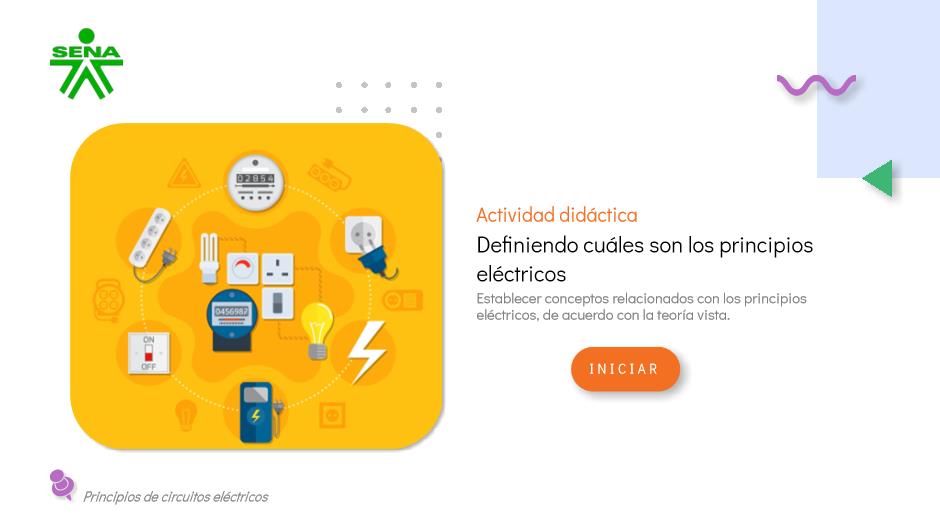 SENA
02854
0456987
ON
OFF
Actividad didáctica
Definiendo cuáles son los principios
eléctricos
Establecer conceptos relacionados con los principios
eléctricos, de acuerdo con la teoría vista.
INICIAR
Principios de circuitos eléctricos